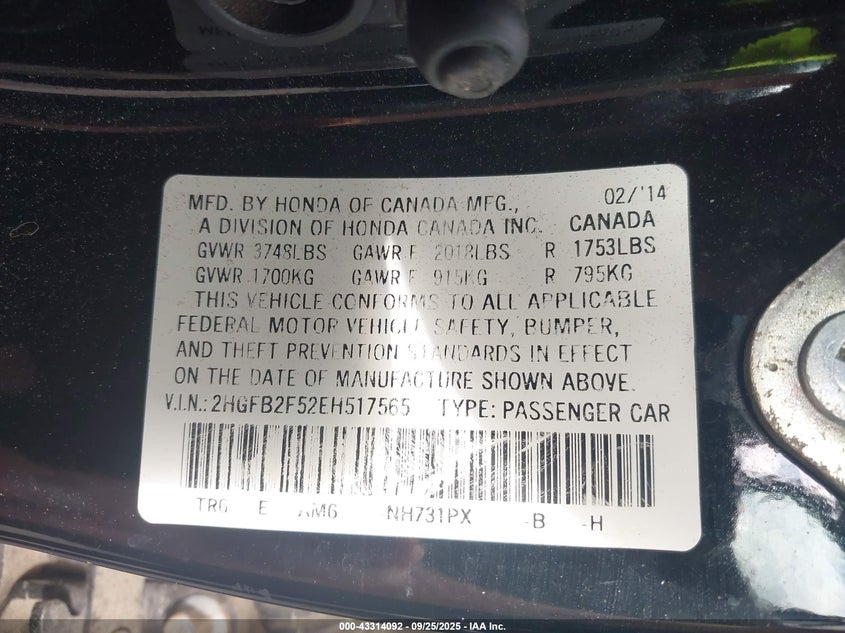 MFD. BY HONDA OF CANADA MFG., 02/'14
A DIVISION OF HONDA CANADA INC. CANADA
GVWR 3748LBS GAWR F 2018LBS R 1753LBS
GVWR 1700KG GAWR F 915KG R 795KG
THIS VEHICLE CONFORMS TO ALL APPLICABLE
FEDERAL MOTOR VEHICLE SAFETY, BUMPER,
AND THEFT PREVENTION STANDARDS IN EFFECT
ON THE DATE OF MANUFACTURE SHOWN ABOVE.
V.I.N.: 2HGFB2F52EH517565 TYPE: PASSENGER CAR
TR6 E AM6 NH731PX -B -H
000-43314092 - 09/25/2025 - IAA Inc.